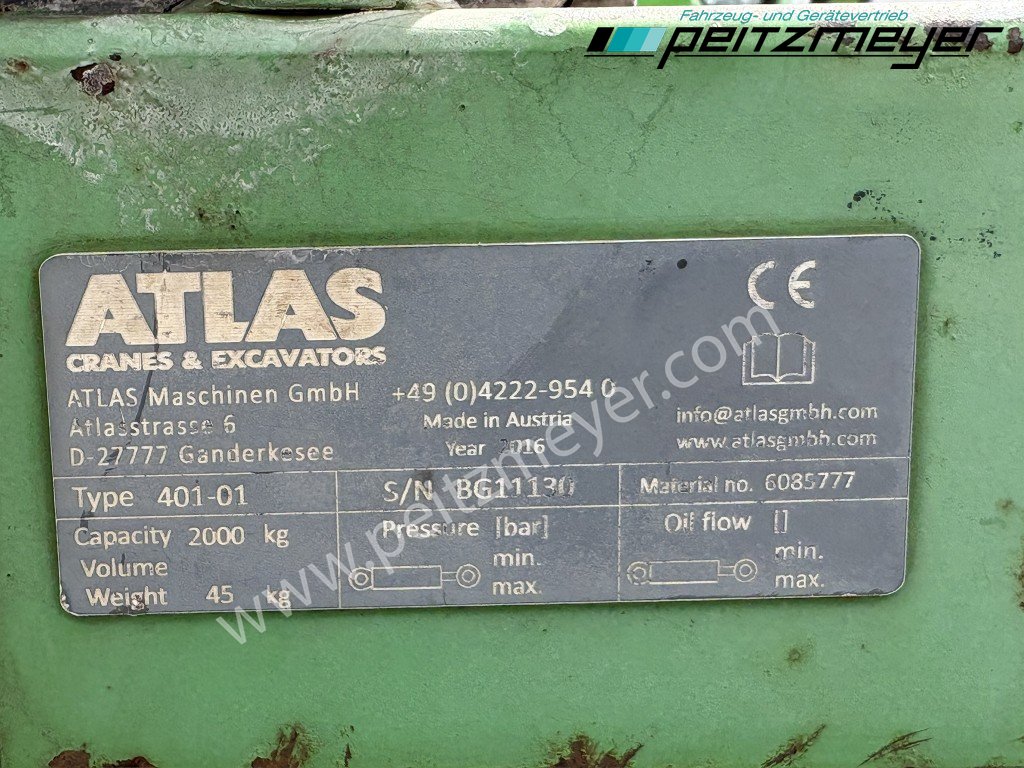 Fahrzeug- und Gerätevertrieb
peitzmeyer
ATLAS
CRANES & EXCAVATORS
CE
ATLAS Maschinen GmbH +49 (0)4222-954 0
Atlasstrasse 6 Made in Austria info@atlasgmbh.com
D-27777 Ganderkesee Year 2016 www.atlasgmbh.com
Type 401-01 S/N BG11130 Material no. 6085777
Capacity 2000 kg Pressure [bar] Oil flow []
Volume min. min.
Weight 45 kg max. max.
www.peitzmeyer.com